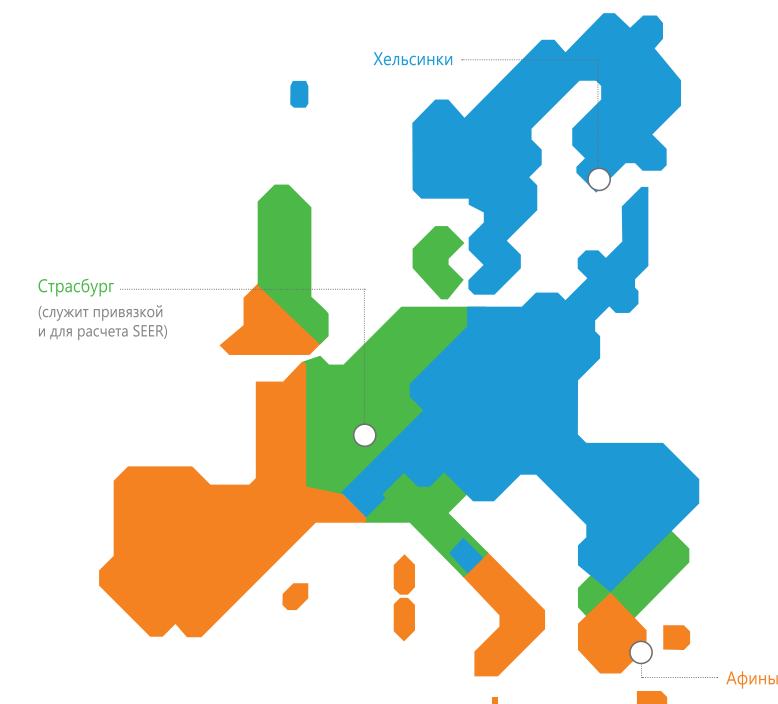 Хельсинки
Страсбург
(служит привязкой
и для расчета SEER)
Афины